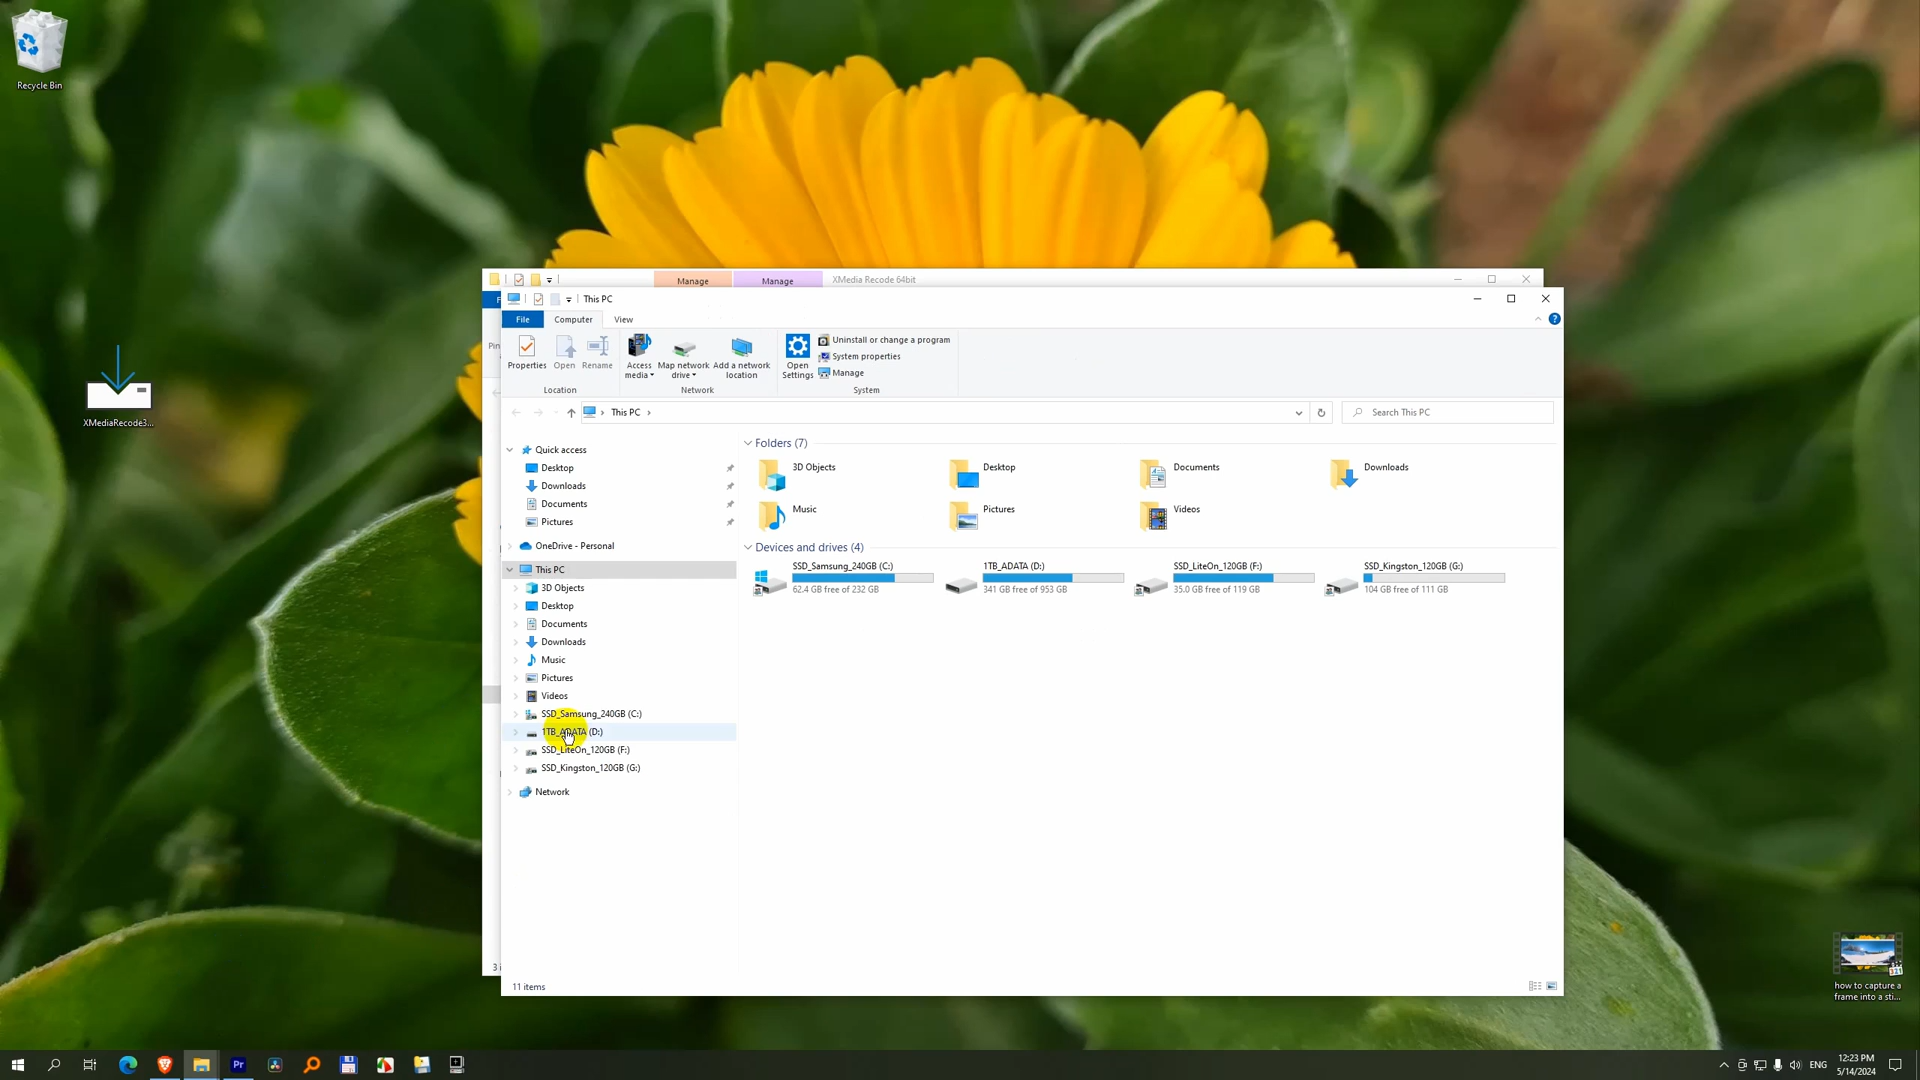 Recycle Bin
XMediaRecode3...
Manage
Manage
XMedia Recode 64bit
This PC
File
Computer
View
Properties
Open
Rename
Access media
Map network drive
Add a network location
Open Settings
Uninstall or change a program
System properties
Manage
Location
Network
System
This PC
Search This PC
Quick access
Desktop
Downloads
Documents
Pictures
OneDrive - Personal
This PC
3D Objects
Desktop
Documents
Downloads
Music
Pictures
Videos
SSD_Samsung_240GB (C:)
1TB_ADATA (D:)
SSD_LiteOn_120GB (F:)
SSD_Kingston_120GB (G:)
Network
Folders (7)
3D Objects
Desktop
Documents
Downloads
Music
Pictures
Videos
Devices and drives (4)
SSD_Samsung_240GB (C:)
62.4 GB free of 232 GB
1TB_ADATA (D:)
341 GB free of 953 GB
SSD_LiteOn_120GB (F:)
35.0 GB free of 119 GB
SSD_Kingston_120GB (G:)
104 GB free of 111 GB
11 items
how to capture a
frame into a sti...
Pr
ENG
12:23 PM
5/14/2024